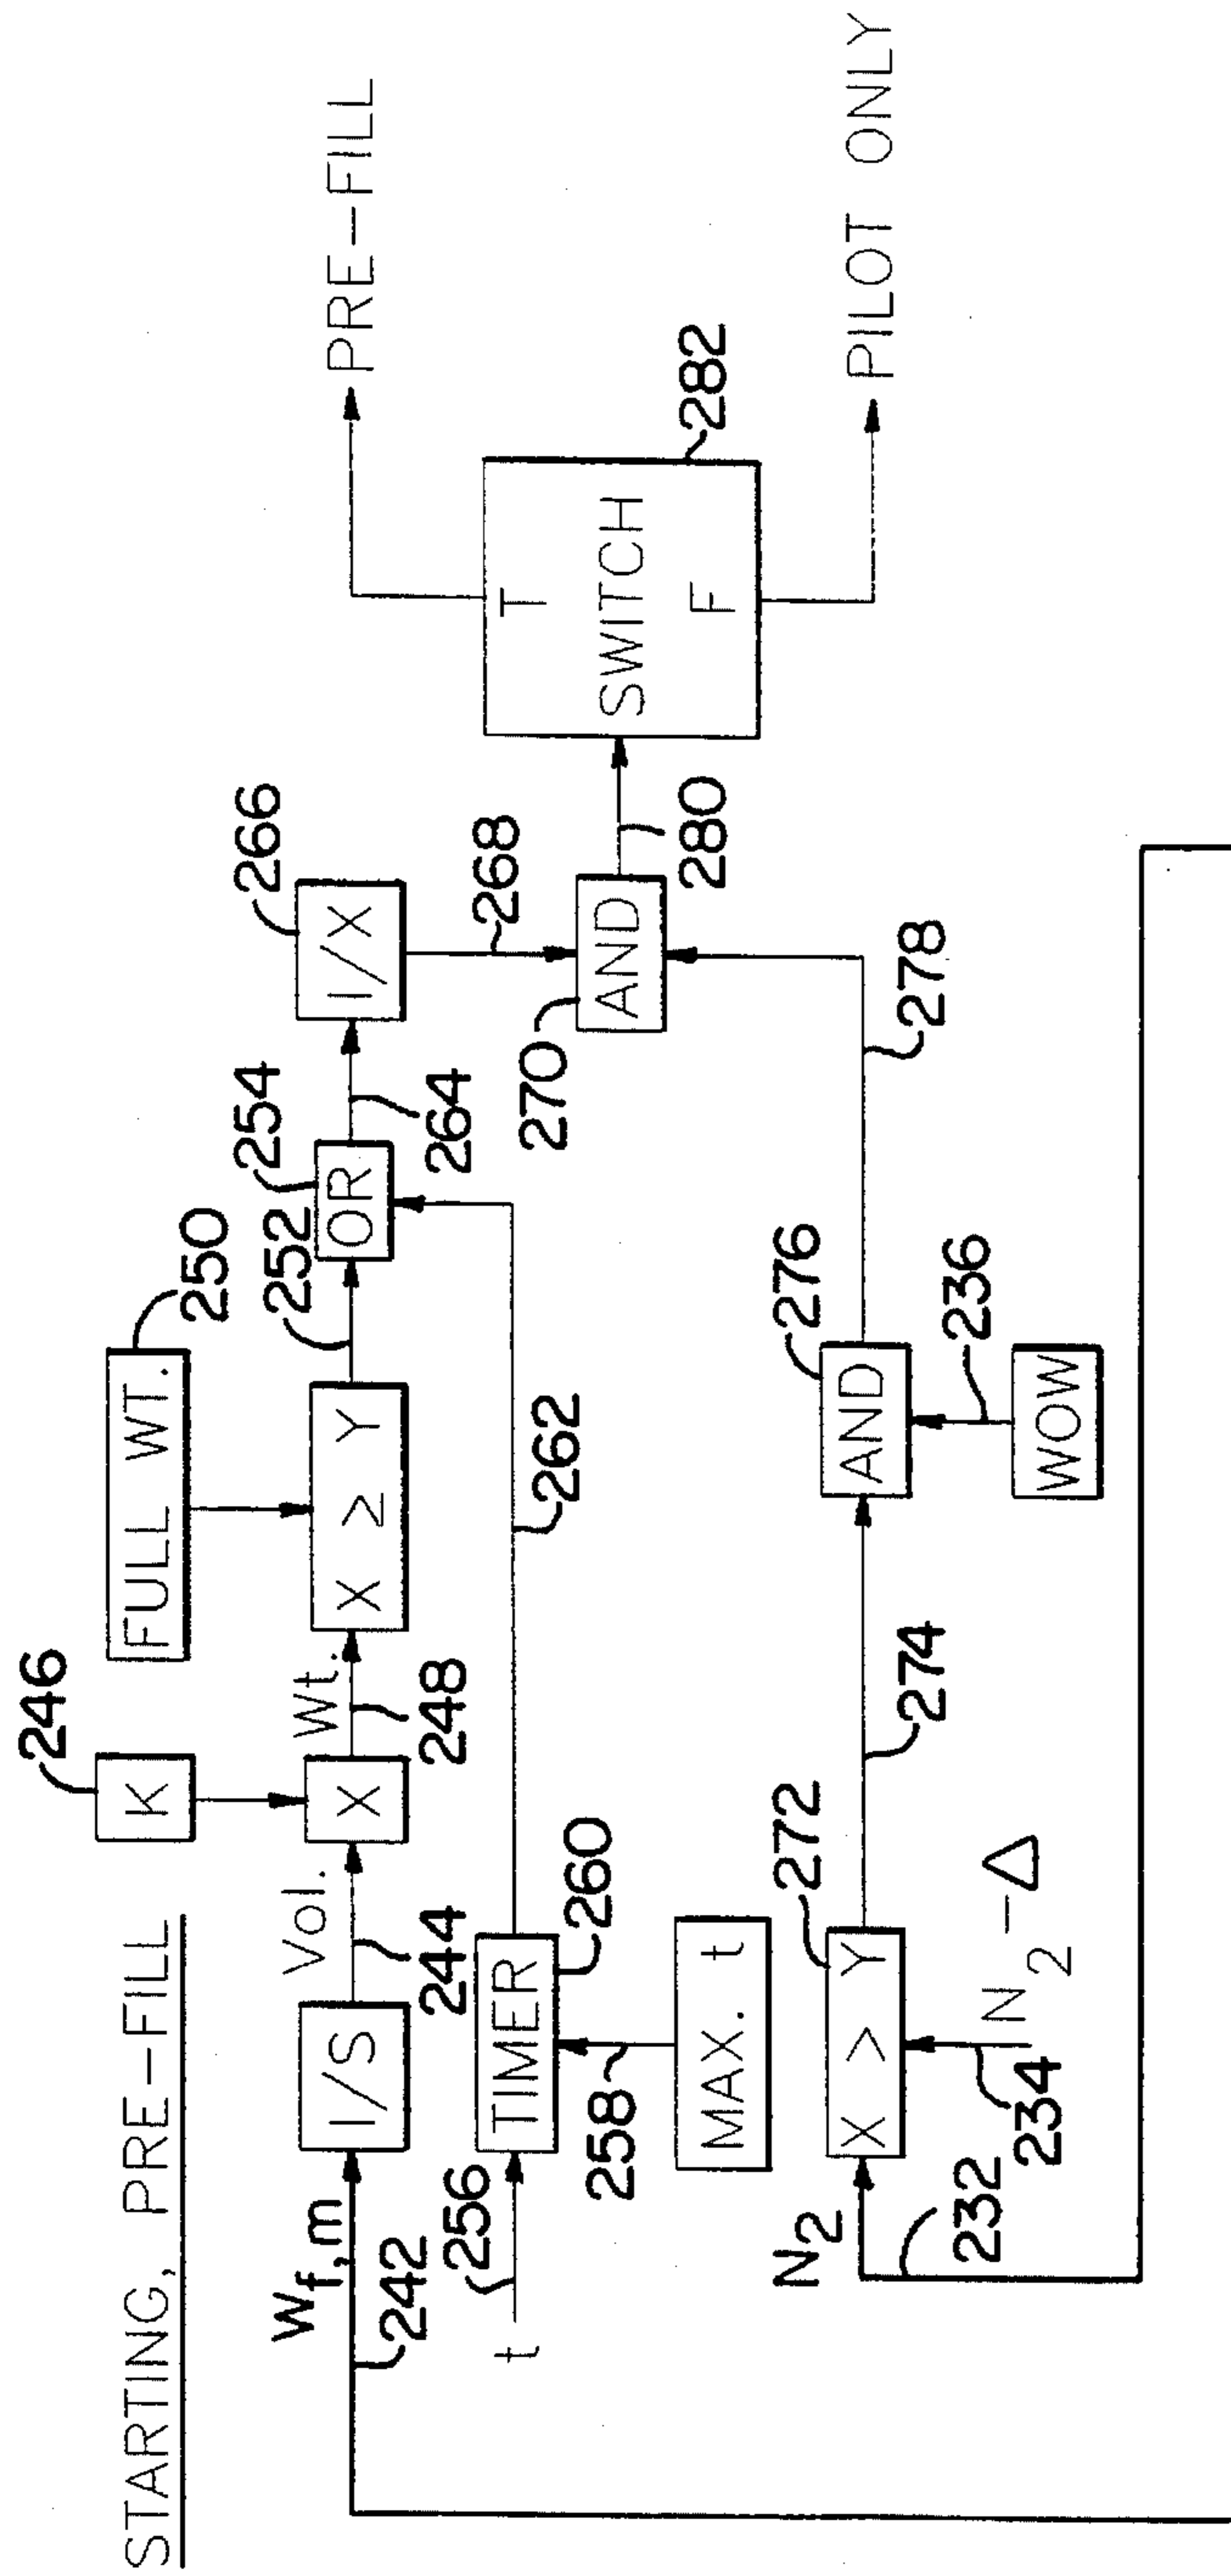 STARTING, PRE-FILL
246
K
FULL WT.
250
Wf,m
242
I/S
Vol.
244
X
Wt.
248
X ≥ Y
252
OR
254
264
I/X
266
268
PRE-FILL
t
256
TIMER
260
262
258
MAX. t
270
AND
280
T
SWITCH
F
282
N2
232
X > Y
272
234
N2-Δ
274
AND
276
236
WOW
278
PILOT ONLY